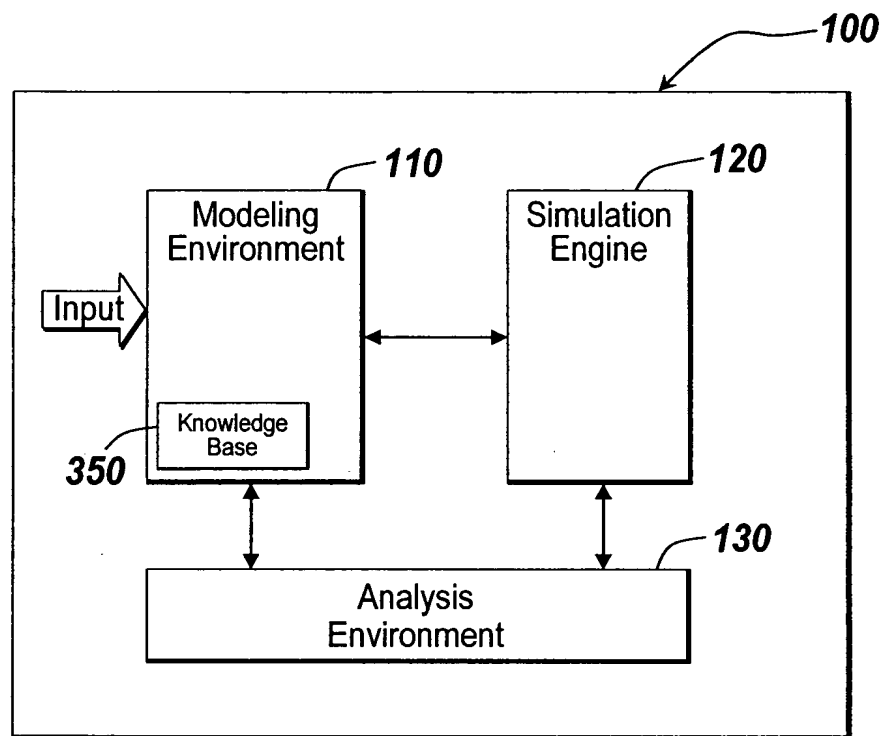 100
110
120
Modeling
Environment
Simulation
Engine
Input
Knowledge
Base
350
130
Analysis
Environment